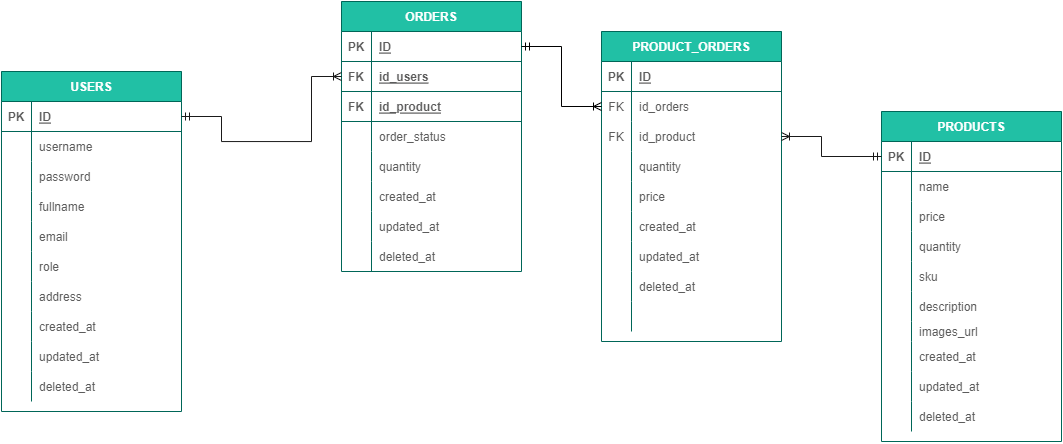 USERS
PK ID
username
password
fullname
email
role
address
created_at
updated_at
deleted_at
ORDERS
PK ID
FK id_users
FK id_product
order_status
quantity
created_at
updated_at
deleted_at
PRODUCT_ORDERS
PK ID
FK id_orders
FK id_product
quantity
price
created_at
updated_at
deleted_at
PRODUCTS
PK ID
name
price
quantity
sku
description
images_url
created_at
updated_at
deleted_at